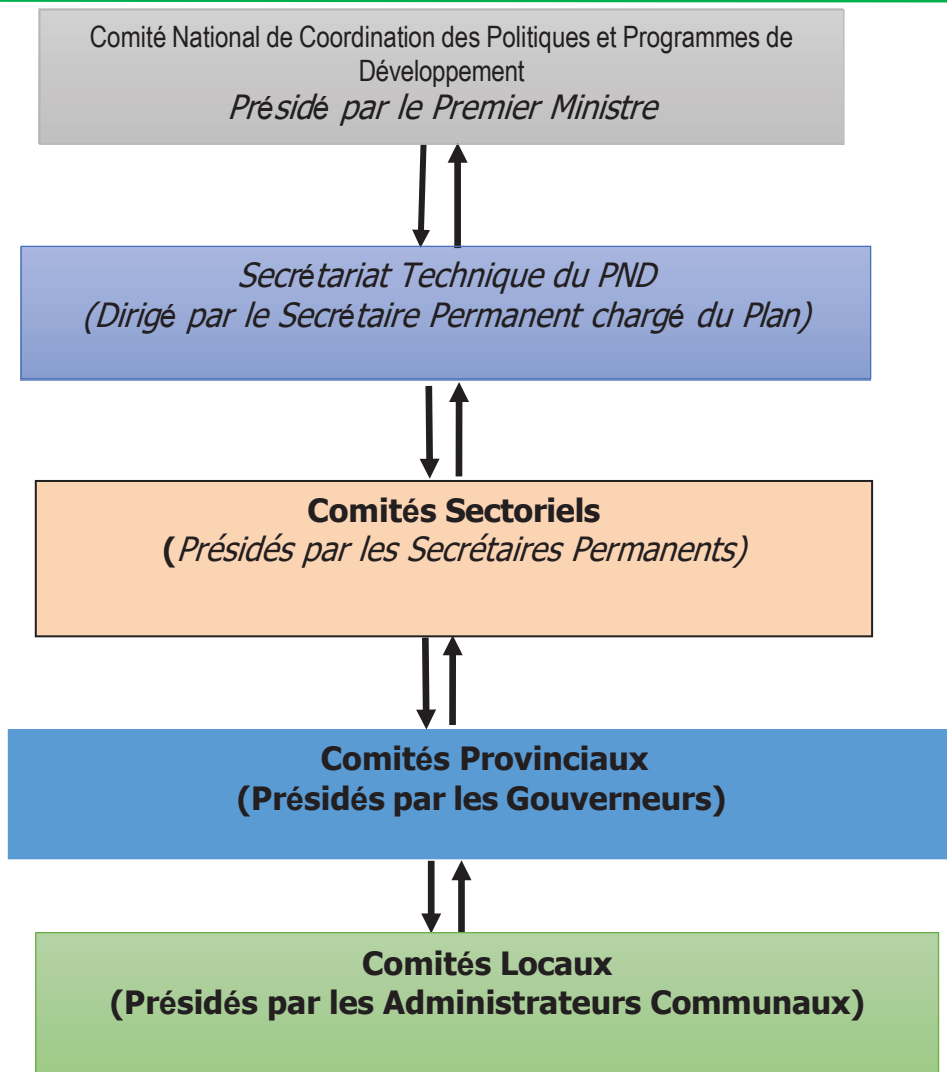 Comité National de Coordination des Politiques et Programmes de
Développement
Présidé par le Premier Ministre
Secrétariat Technique du PND
(Dirigé par le Secrétaire Permanent chargé du Plan)
Comités Sectoriels
(Présidés par les Secrétaires Permanents)
Comités Provinciaux
(Présidés par les Gouverneurs)
Comités Locaux
(Présidés par les Administrateurs Communaux)